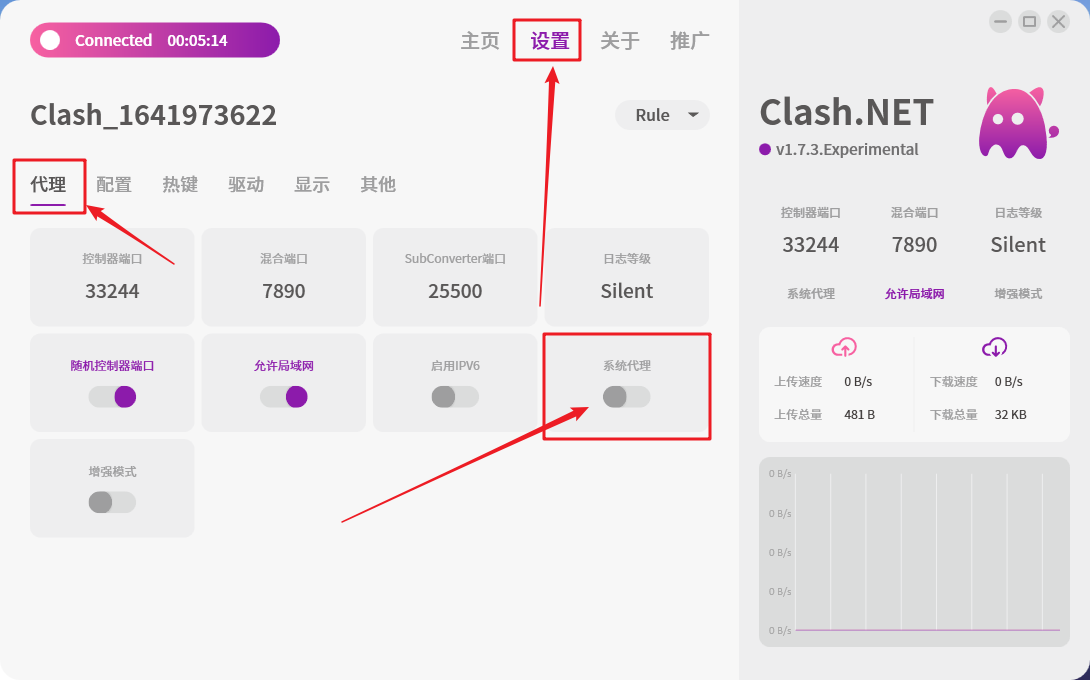 Connected 00:05:14
主页 设置 关于 推广
Clash_1641973622
Rule
代理 配置 热键 驱动 显示 其他
控制器端口 混合端口 SubConverter端口 日志等级
33244 7890 25500 Silent
随机控制器端口 允许局域网 启用IPV6 系统代理
增强模式
Clash.NET
v1.7.3.Experimental
控制器端口 混合端口 日志等级
33244 7890 Silent
系统代理 允许局域网 增强模式
上传速度 0 B/s 下载速度 0 B/s
上传总量 481 B 下载总量 32 KB
0 B/s
0 B/s
0 B/s
0 B/s
0 B/s